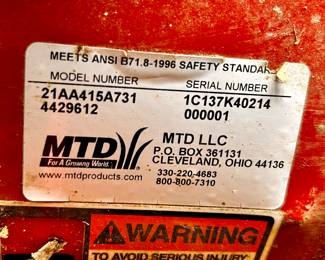 MEETS ANSI B71.8-1996 SAFETY STANDARD
MODEL NUMBER SERIAL NUMBER
21AA415A731 1C137K40214
4429612 000001
MTD
For A Growing World.
www.mtdproducts.com
MTD LLC
P.O. BOX 361131
CLEVELAND, OHIO 44136
330-220-4683
800-800-7310
WARNING
TO AVOID SERIOUS INJURY